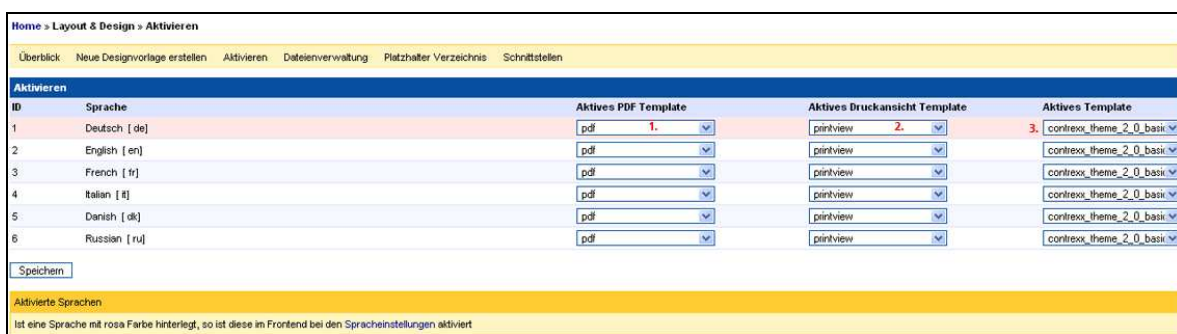 Home » Layout & Design » Aktivieren
Überblick Neue Designvorlage erstellen Aktivieren Dateienverwaltung Platzhalter Verzeichnis Schnittstellen
Aktivieren
ID Sprache Aktives PDF Template Aktives Druckansicht Template Aktives Template
1 Deutsch [ de] pdf 1. printview 2. 3. contrexx_theme_2_0_basic
2 English [ en] pdf printview contrexx_theme_2_0_basic
3 French [ fr] pdf printview contrexx_theme_2_0_basic
4 Italian [ it] pdf printview contrexx_theme_2_0_basic
5 Danish [ dk] pdf printview contrexx_theme_2_0_basic
6 Russian [ ru] pdf printview contrexx_theme_2_0_basic
Speichern
Aktivierte Sprachen
Ist eine Sprache mit rosa Farbe hinterlegt, so ist diese im Frontend bei den Spracheinstellungen aktiviert